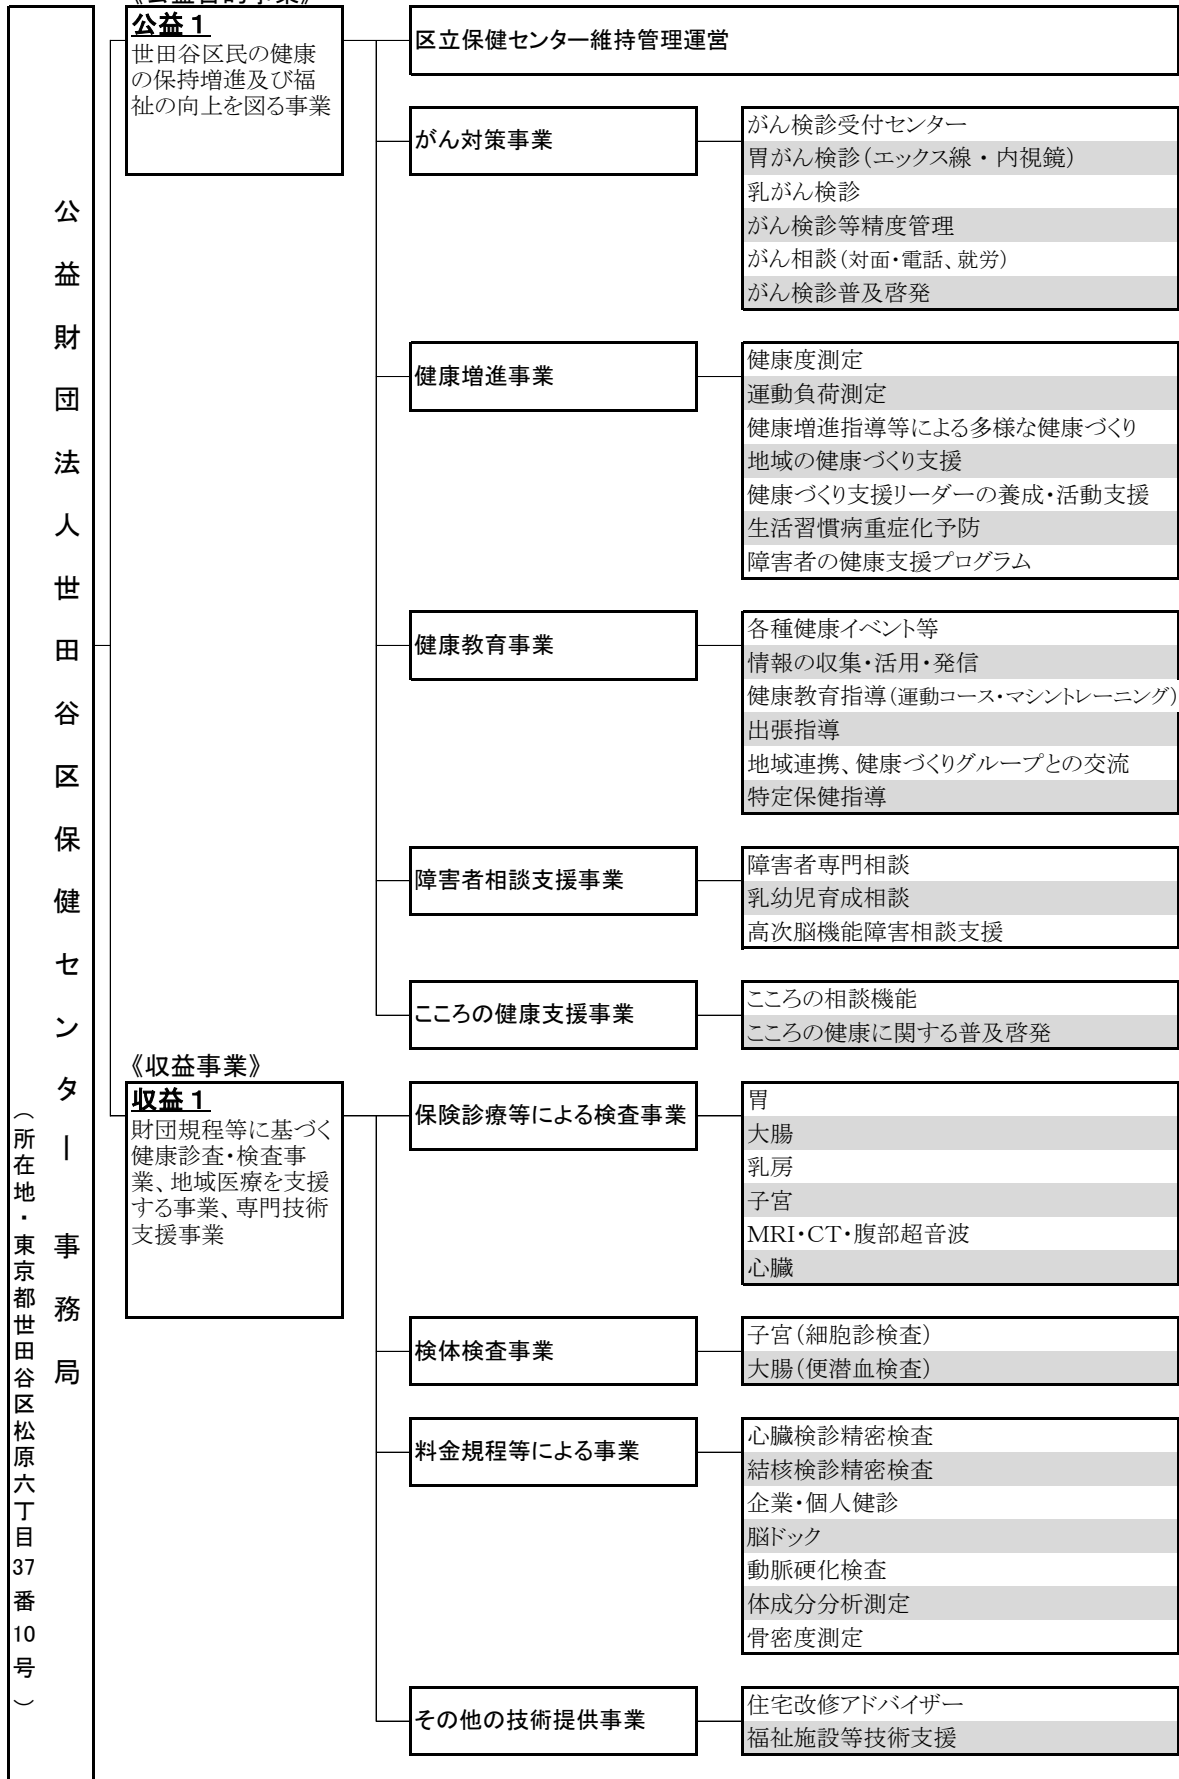 公益財団法人世田谷区保健センター 事務局
（所在地・東京都世田谷区松原六丁目37番10号）
公益１
世田谷区民の健康
の保持増進及び福
祉の向上を図る事業
区立保健センター維持管理運営
がん対策事業
がん検診受付センター
胃がん検診（エックス線・内視鏡）
乳がん検診
がん検診等精度管理
がん相談（対面・電話、就労）
がん検診普及啓発
健康増進事業
健康度測定
運動負荷測定
健康増進指導等による多様な健康づくり
地域の健康づくり支援
健康づくり支援リーダーの養成・活動支援
生活習慣病重症化予防
障害者の健康支援プログラム
健康教育事業
各種健康イベント等
情報の収集・活用・発信
健康教育指導（運動コース・マシントレーニング）
出張指導
地域連携、健康づくりグループとの交流
特定保健指導
障害者相談支援事業
障害者専門相談
乳幼児育成相談
高次脳機能障害相談支援
こころの健康支援事業
こころの相談機能
こころの健康に関する普及啓発
《収益事業》
収益１
財団規程等に基づく
健康診査・検査事
業、地域医療を支援
する事業、専門技術
支援事業
保険診療等による検査事業
胃
大腸
乳房
子宮
MRI・CT・腹部超音波
心臓
検体検査事業
子宮（細胞診検査）
大腸（便潜血検査）
料金規程等による事業
心臓検診精密検査
結核検診精密検査
企業・個人健診
脳ドック
動脈硬化検査
体成分分析測定
骨密度測定
その他の技術提供事業
住宅改修アドバイザー
福祉施設等技術支援